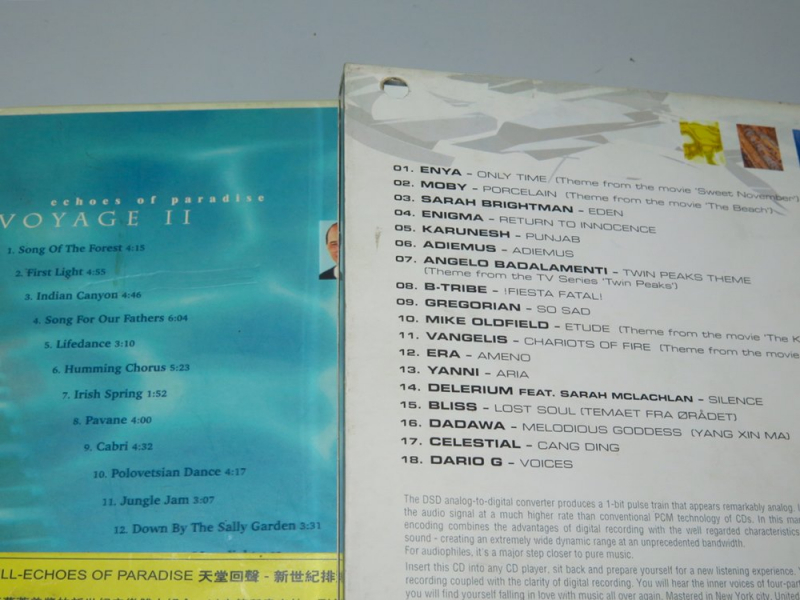 echoes of paradise
VOYAGE II
1. Song Of The Forest 4:15
2. First Light 4:55
3. Indian Canyon 4:46
4. Song For Our Fathers 6:04
5. Lifedance 3:10
6. Humming Chorus 5:23
7. Irish Spring 1:52
8. Pavane 4:00
9. Cabri 4:32
10. Polovetsian Dance 4:17
11. Jungle Jam 3:07
12. Down By The Sally Garden 3:31
LL-ECHOES OF PARADISE 天堂回聲 - 新世紀排
01. ENYA - ONLY TIME (Theme from the movie 'Sweet November')
02. MOBY - PORCELAIN (Theme from the movie 'The Beach')
03. SARAH BRIGHTMAN - EDEN
04. ENIGMA - RETURN TO INNOCENCE
05. KARUNESH - PUNJAB
06. ADIEMUS - ADIEMUS
07. ANGELO BADALAMENTI - TWIN PEAKS THEME
(Theme from the TV Series 'Twin Peaks')
08. B-TRIBE - !FIESTA FATAL!
09. GREGORIAN - SO SAD
10. MIKE OLDFIELD - ETUDE (Theme from the movie 'The K
11. VANGELIS - CHARIOTS OF FIRE (Theme from the movie
12. ERA - AMENO
13. YANNI - ARIA
14. DELERIUM FEAT. SARAH MCLACHLAN - SILENCE
15. BLISS - LOST SOUL (TEMAET FRA ØRÅDET)
16. DADAWA - MELODIOUS GODDESS (YANG XIN MA)
17. CELESTIAL - CANG DING
18. DARIO G - VOICES
The DSD analog-to-digital converter produces a 1-bit pulse train that appears remarkably analog.
the audio signal at a much higher rate than conventional PCM technology of CDs. In this ma
encoding combines the advantages of digital recording with the well regarded characteristics
sound - creating an extremely wide dynamic range at an unprecedented bandwidth.
For audiophiles, it's a major step closer to pure music.
Insert this CD into any CD player, sit back and prepare yourself for a new listening experience.
recording coupled with the clarity of digital recording. You will hear the inner voices of four-part
you will find yourself falling in love with music all over again. Mastered in New York city, United